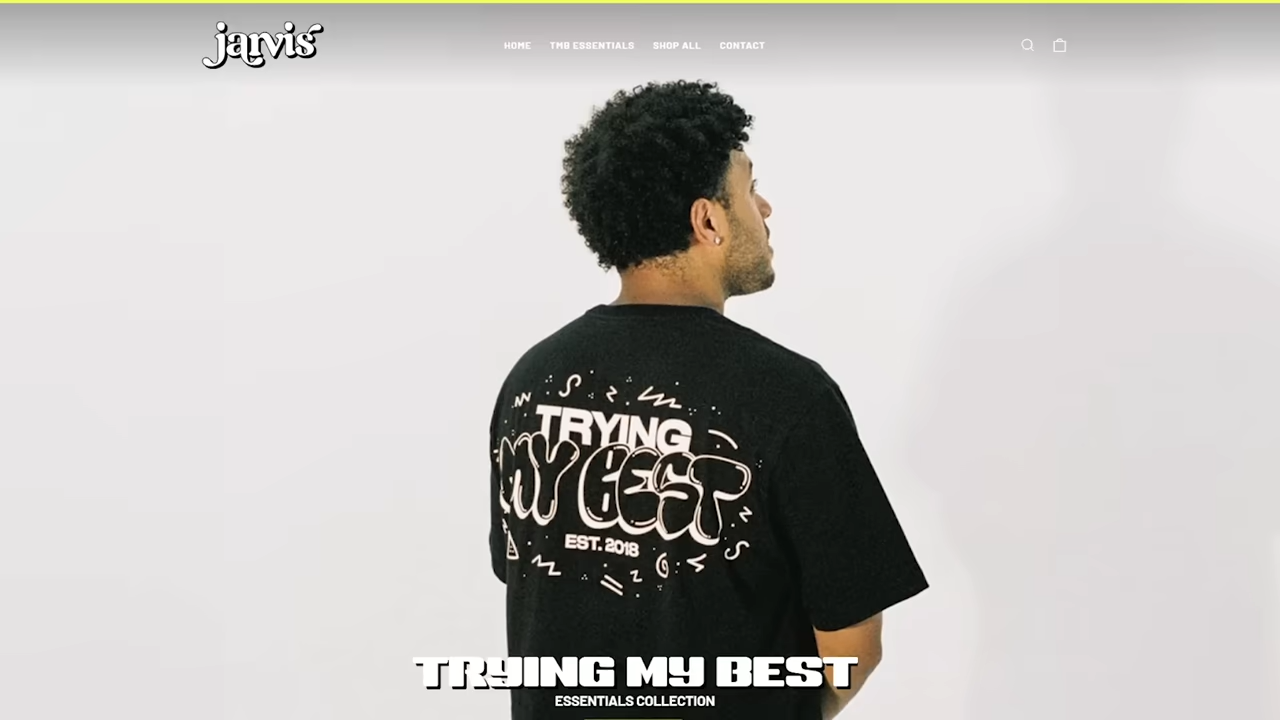 jarvis
HOME TMB ESSENTIALS SHOP ALL CONTACT
TRYING
MY BEST
EST. 2018
TRYING MY BEST
ESSENTIALS COLLECTION